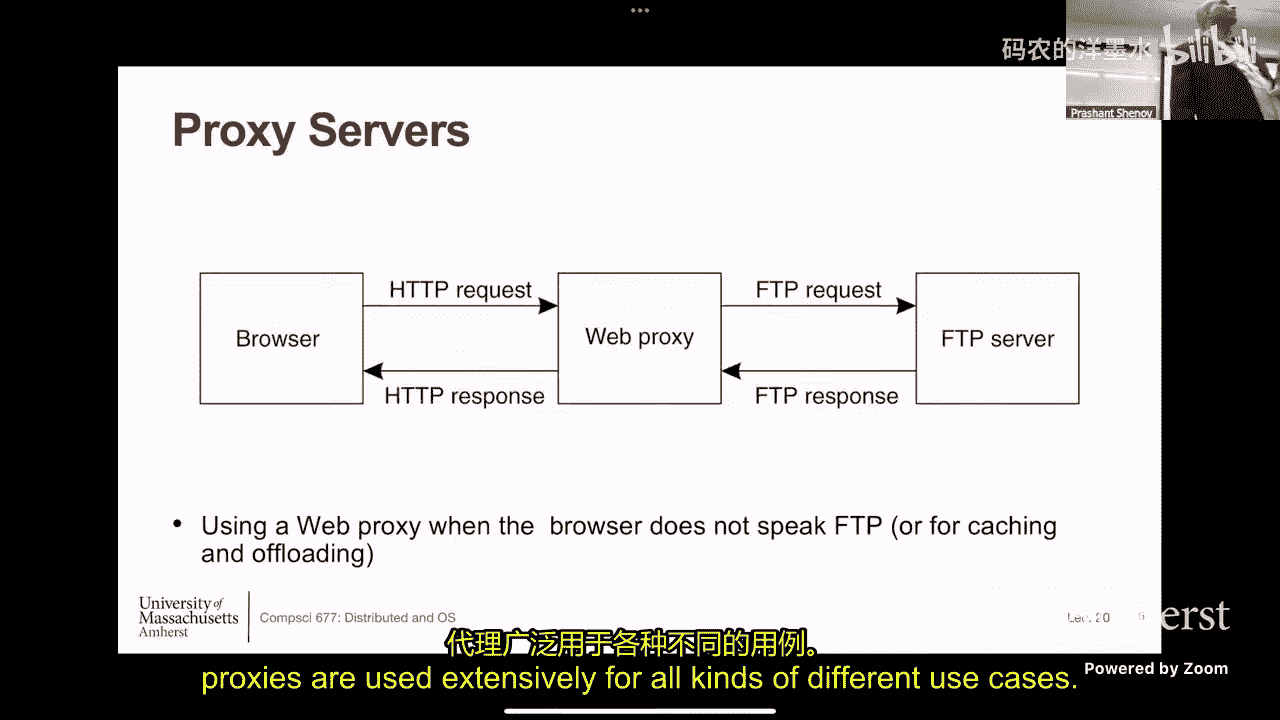 码农的洋墨水 bilibili
Prashant Shenoy
Proxy Servers
HTTP request
FTP request
Browser
Web proxy
FTP server
HTTP response
FTP response
• Using a Web proxy when the browser does not speak FTP (or for caching
and offloading)
University of
Massachusetts
Amherst
Compsci 677: Distributed and OS
Lec. 20
erst
代理广泛用于各种不同的用例。
proxies are used extensively for all kinds of different use cases.
Powered by Zoom